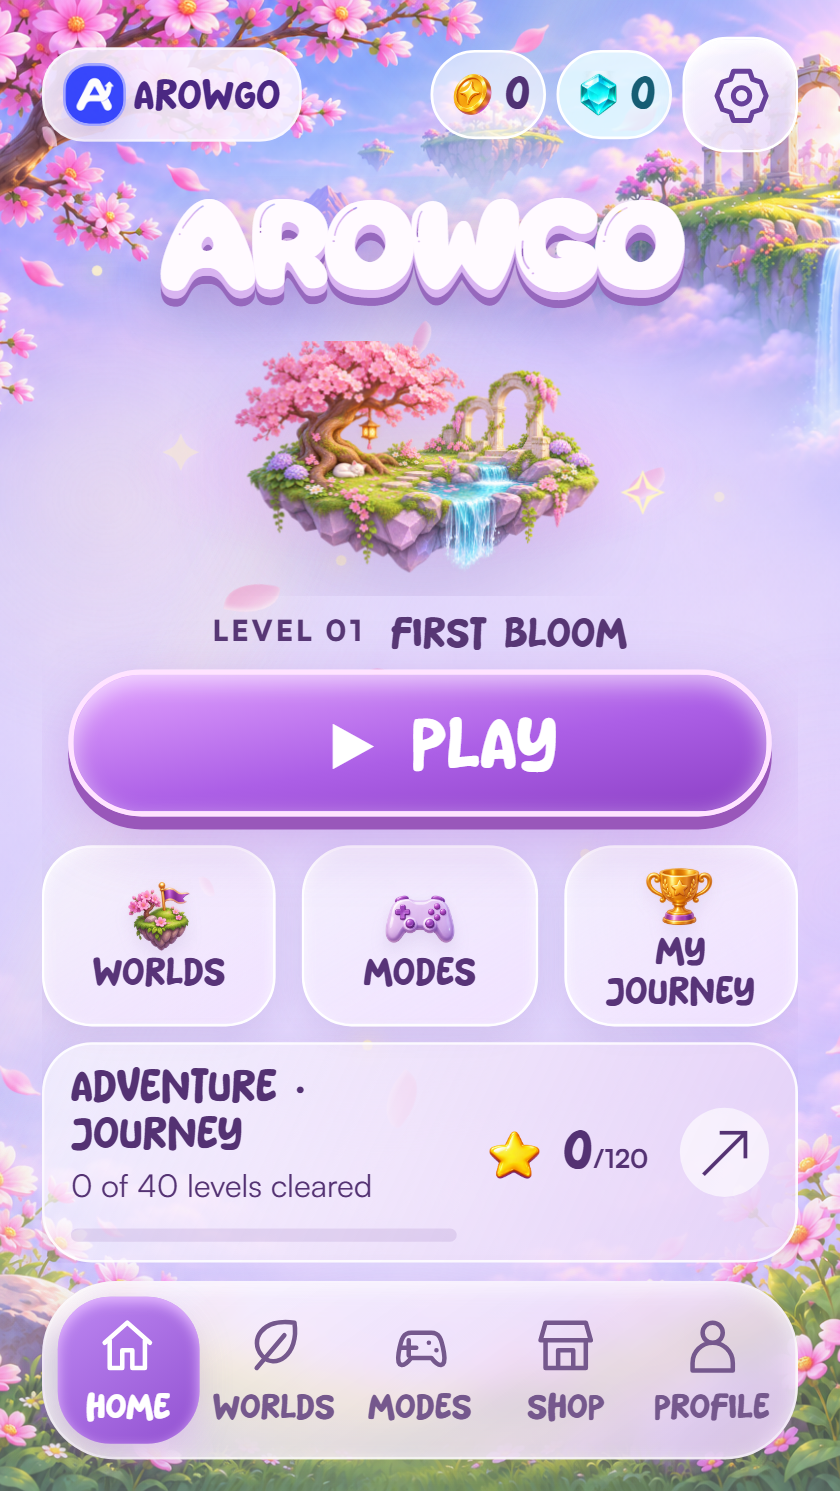 AROWGO
0
0
AROWGO
LEVEL 01 FIRST BLOOM
PLAY
WORLDS
MODES
MY
JOURNEY
ADVENTURE ·
JOURNEY
0 of 40 levels cleared
0/120
HOME
WORLDS
MODES
SHOP
PROFILE